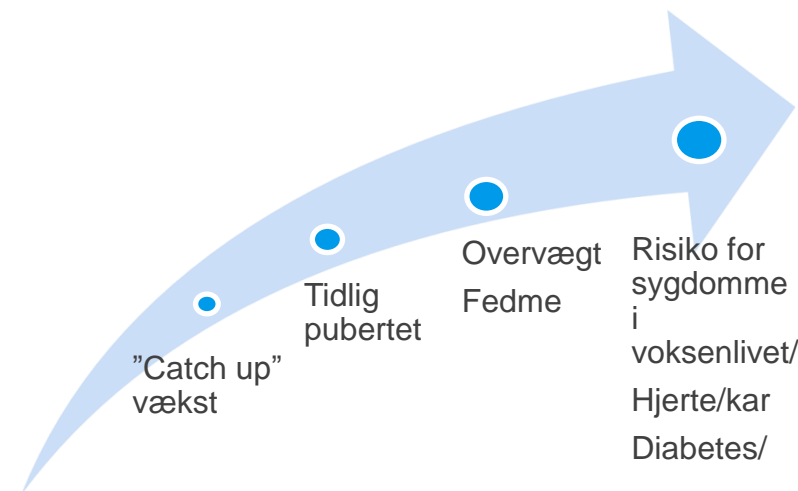 ”Catch up”
vækst
Tidlig
pubertet
Overvægt
Fedme
Risiko for
sygdomme
i
voksenlivet/
Hjerte/kar
Diabetes/